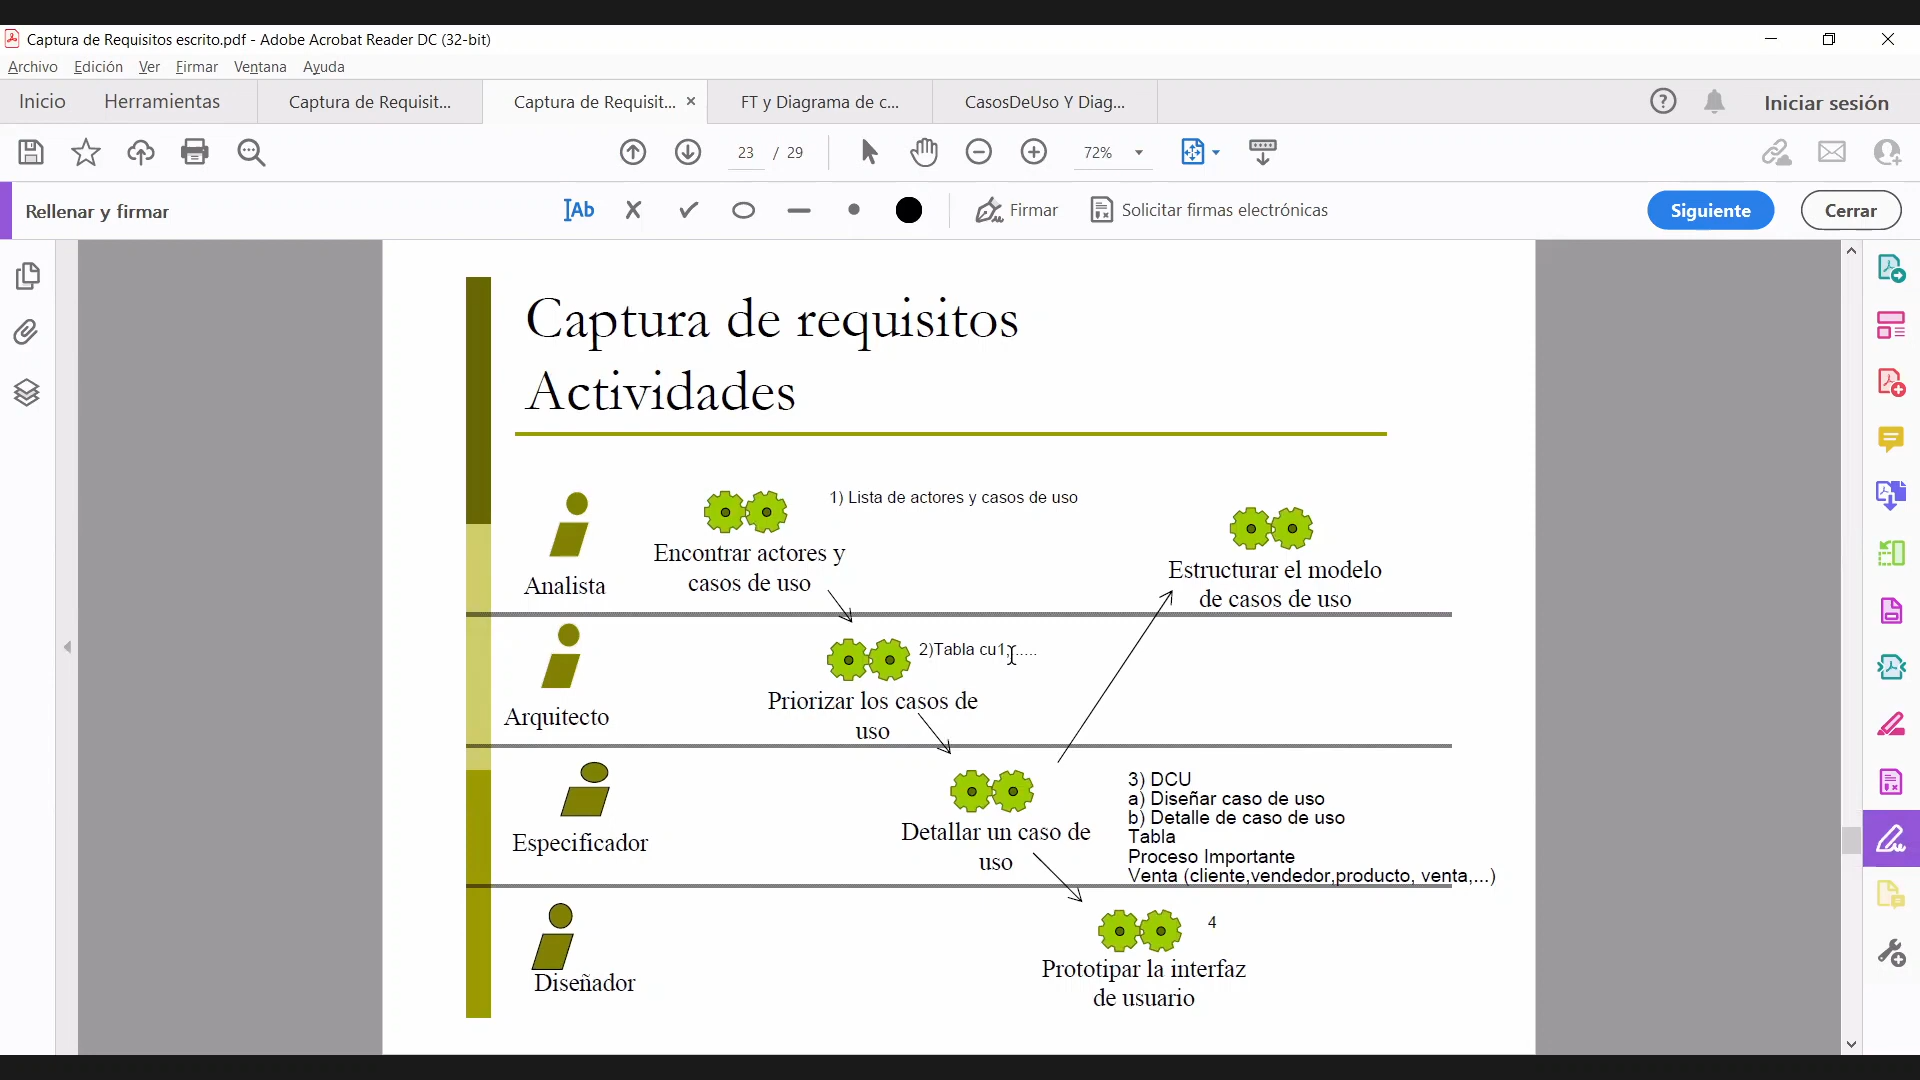 Captura de Requisitos escrito.pdf - Adobe Acrobat Reader DC (32-bit)
Archivo Edición Ver Firmar Ventana Ayuda
Inicio Herramientas Captura de Requisit... Captura de Requisit... × FT y Diagrama de c... CasosDeUso Y Diag... Iniciar sesión
23 / 29 72%
Rellenar y firmar Ab Firmar Solicitar firmas electrónicas Siguiente Cerrar
Captura de requisitos
Actividades
1) Lista de actores y casos de uso
Encontrar actores y
casos de uso
Analista
Estructurar el modelo
de casos de uso
2)Tabla cu1,.....
Priorizar los casos de
uso
Arquitecto
3) DCU
a) Diseñar caso de uso
b) Detalle de caso de uso
Tabla
Proceso Importante
Venta (cliente,vendedor,producto, venta,...)
Detallar un caso de
uso
Especificador
4
Prototipar la interfaz
de usuario
Diseñador